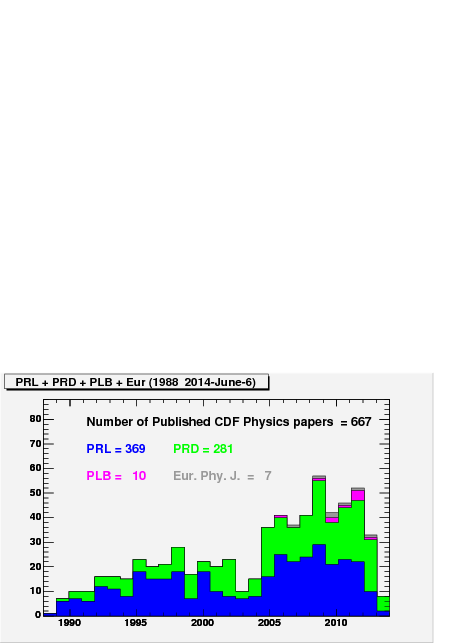 PRL + PRD + PLB + Eur (1988 2014-June-6)
80
Number of Published CDF Physics papers = 667
70
PRL = 369 PRD = 281
60
PLB = 10 Eur. Phy. J. = 7
50
40
30
20
10
0
1990 1995 2000 2005 2010